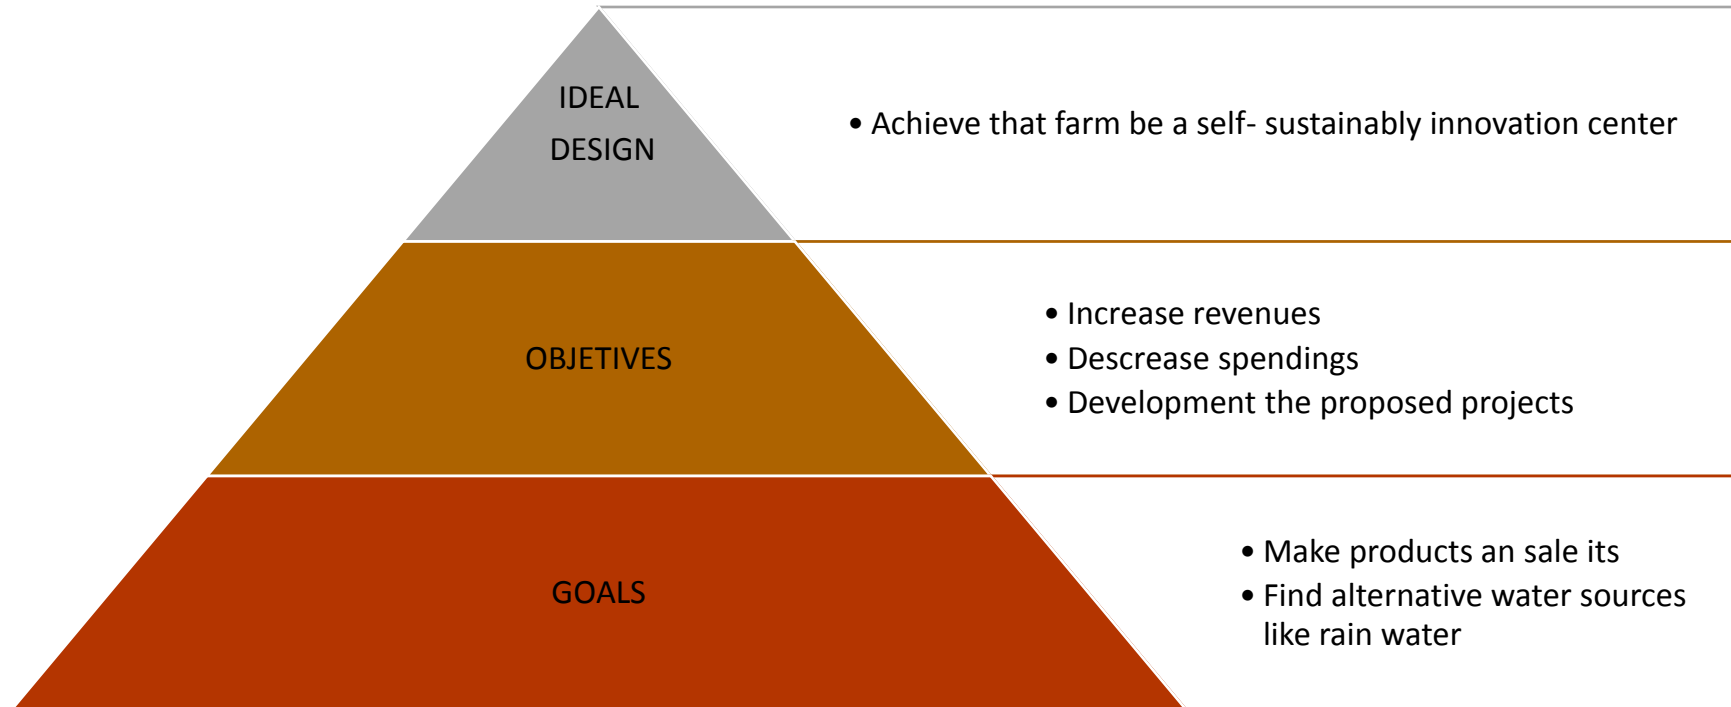 IDEAL
DESIGN
• Achieve that farm be a self- sustainably innovation center
OBJETIVES
• Increase revenues
• Descrease spendings
• Development the proposed projects
GOALS
• Make products an sale its
• Find alternative water sources
like rain water